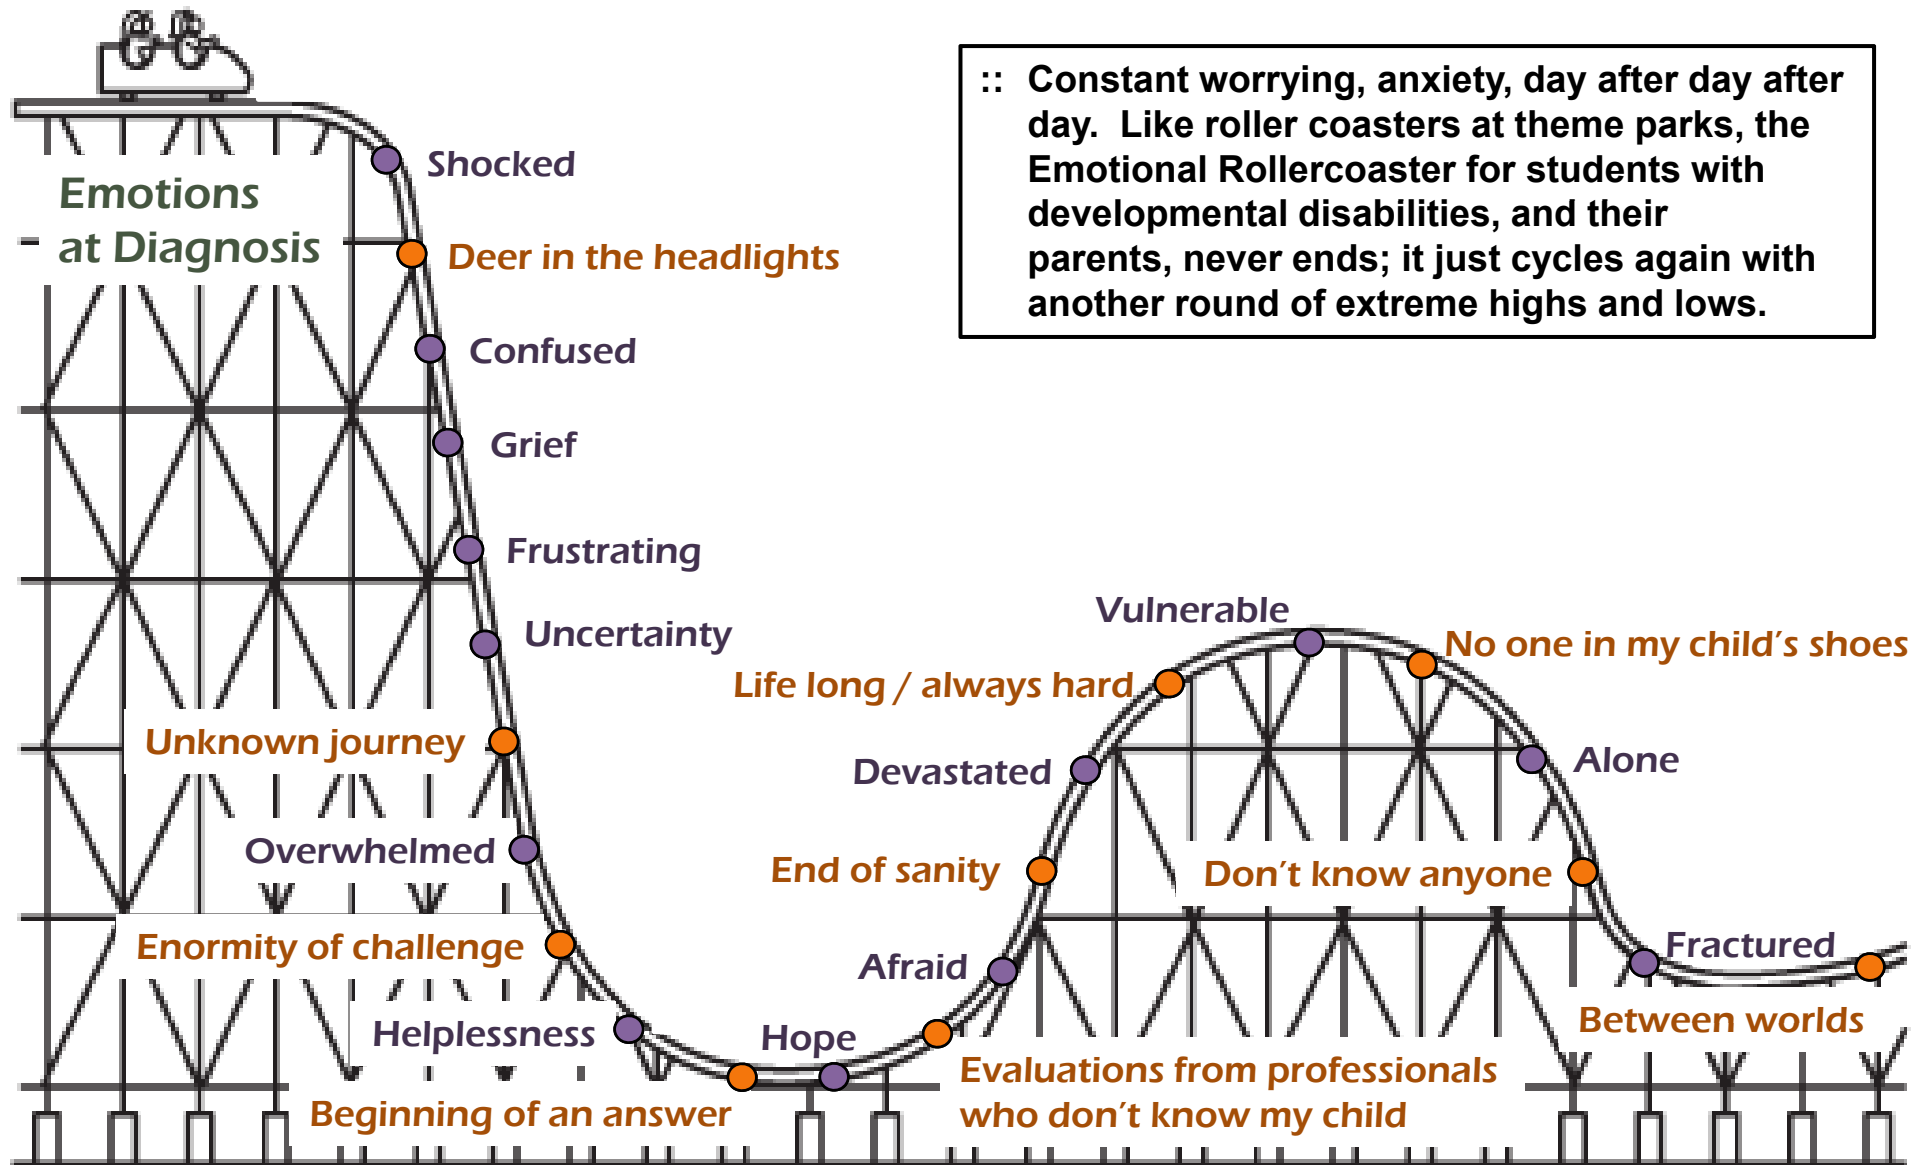 :: Constant worrying, anxiety, day after day after
day. Like roller coasters at theme parks, the
Emotional Rollercoaster for students with
developmental disabilities, and their
parents, never ends; it just cycles again with
another round of extreme highs and lows.
Emotions
at Diagnosis
Shocked
Deer in the headlights
Confused
Grief
Frustrating
Uncertainty
Unknown journey
Overwhelmed
Enormity of challenge
Helplessness
Beginning of an answer
Hope
Evaluations from professionals
who don't know my child
Afraid
End of sanity
Devastated
Life long / always hard
Vulnerable
No one in my child's shoes
Alone
Don't know anyone
Fractured
Between worlds